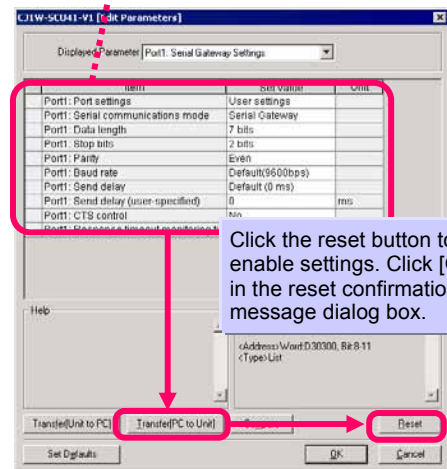 CJ1W-SCU41-V1 [Edit Parameters]
Displayed Parameter Port1: Serial Gateway Settings
Item Set Value Unit
Port1: Port settings User settings
Port1: Serial communications mode Serial Gateway
Port1: Data length 7 bits
Port1: Stop bits 2 bits
Port1: Parity Even
Port1: Baud rate Default(9600bps)
Port1: Send delay Default (0 ms)
Port1: Send delay (user-specified) 0 ms
Port1: CTS control No
Port1: Response timeout monitoring
Click the reset button to
enable settings. Click [
in the reset confirmation
message dialog box.
Help
<Address>Word:D30300, Bit:8-11
<Type>List
Transfer[Unit to PC] Transfer[PC to Unit] Reset
Set Defaults OK Cancel